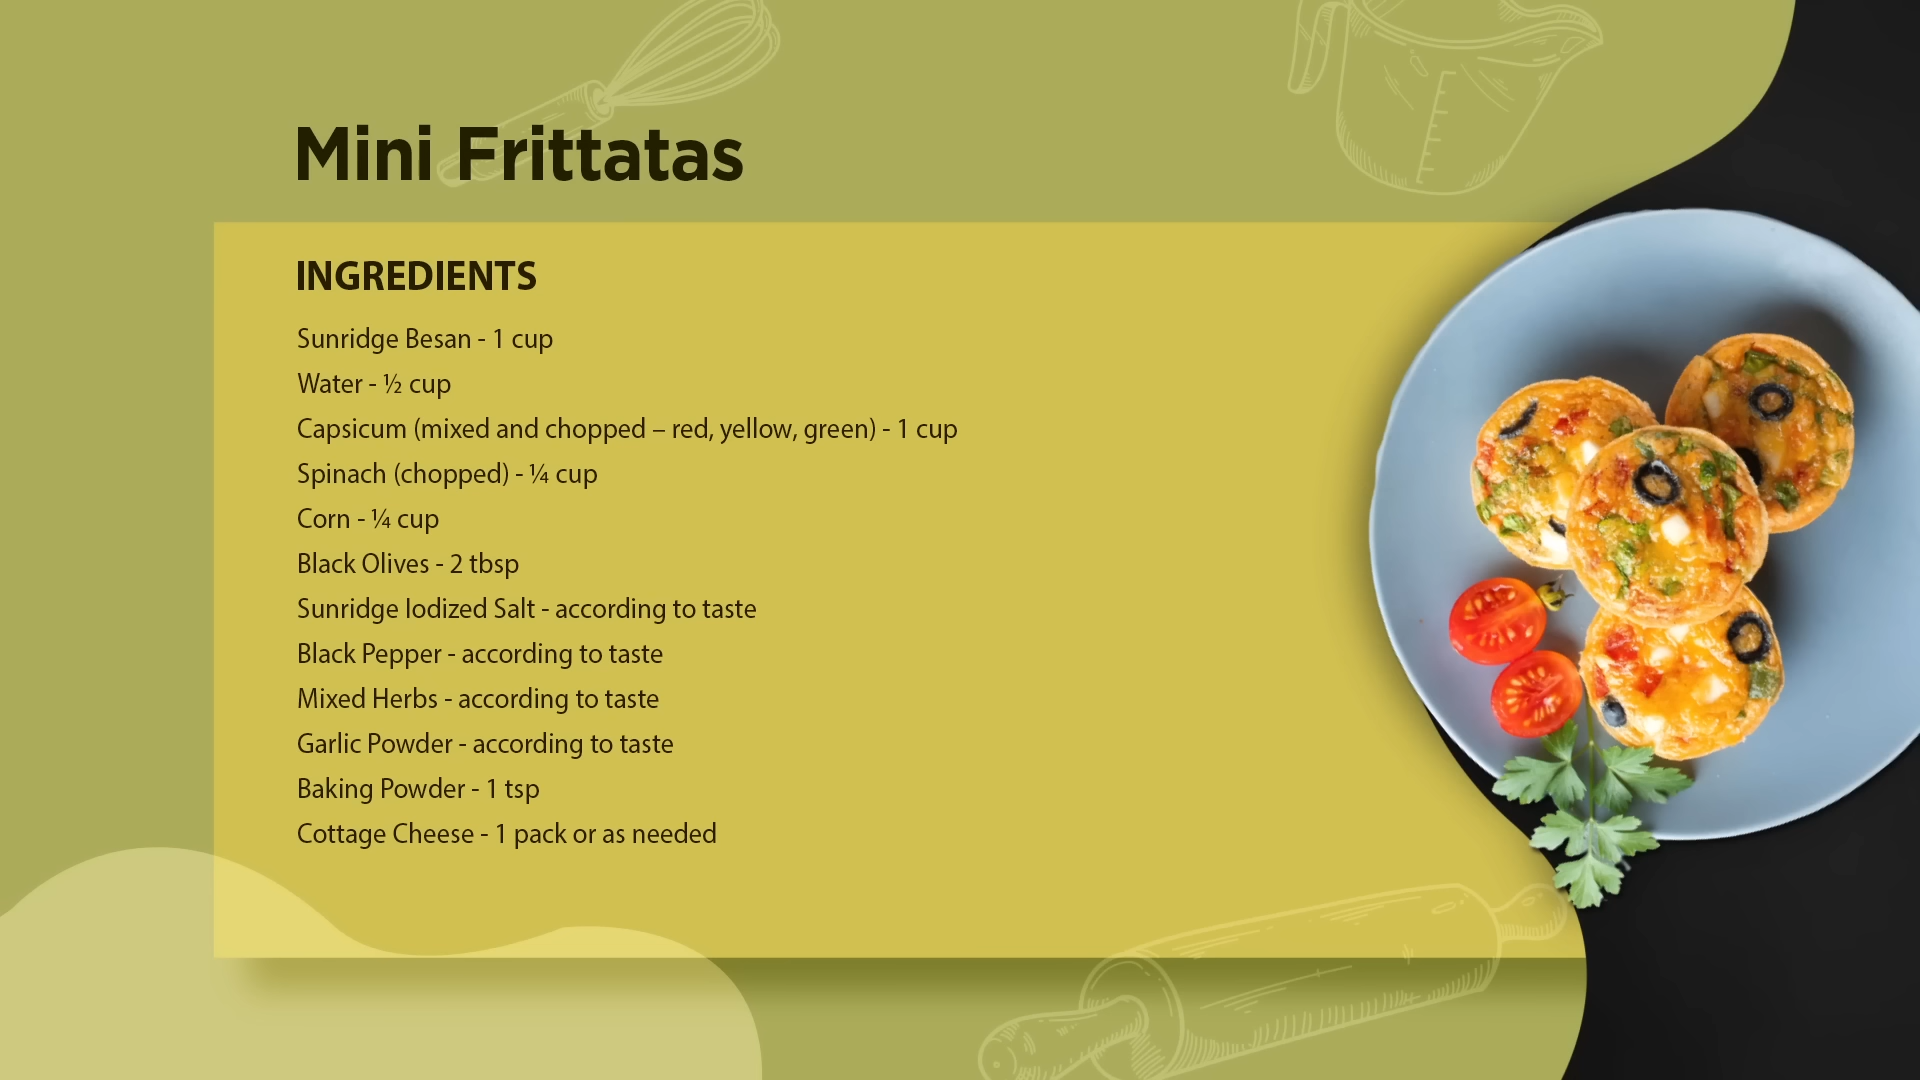 Mini Frittatas
INGREDIENTS
Sunridge Besan - 1 cup
Water - ½ cup
Capsicum (mixed and chopped – red, yellow, green) - 1 cup
Spinach (chopped) - ¼ cup
Corn - ¼ cup
Black Olives - 2 tbsp
Sunridge Iodized Salt - according to taste
Black Pepper - according to taste
Mixed Herbs - according to taste
Garlic Powder - according to taste
Baking Powder - 1 tsp
Cottage Cheese - 1 pack or as needed